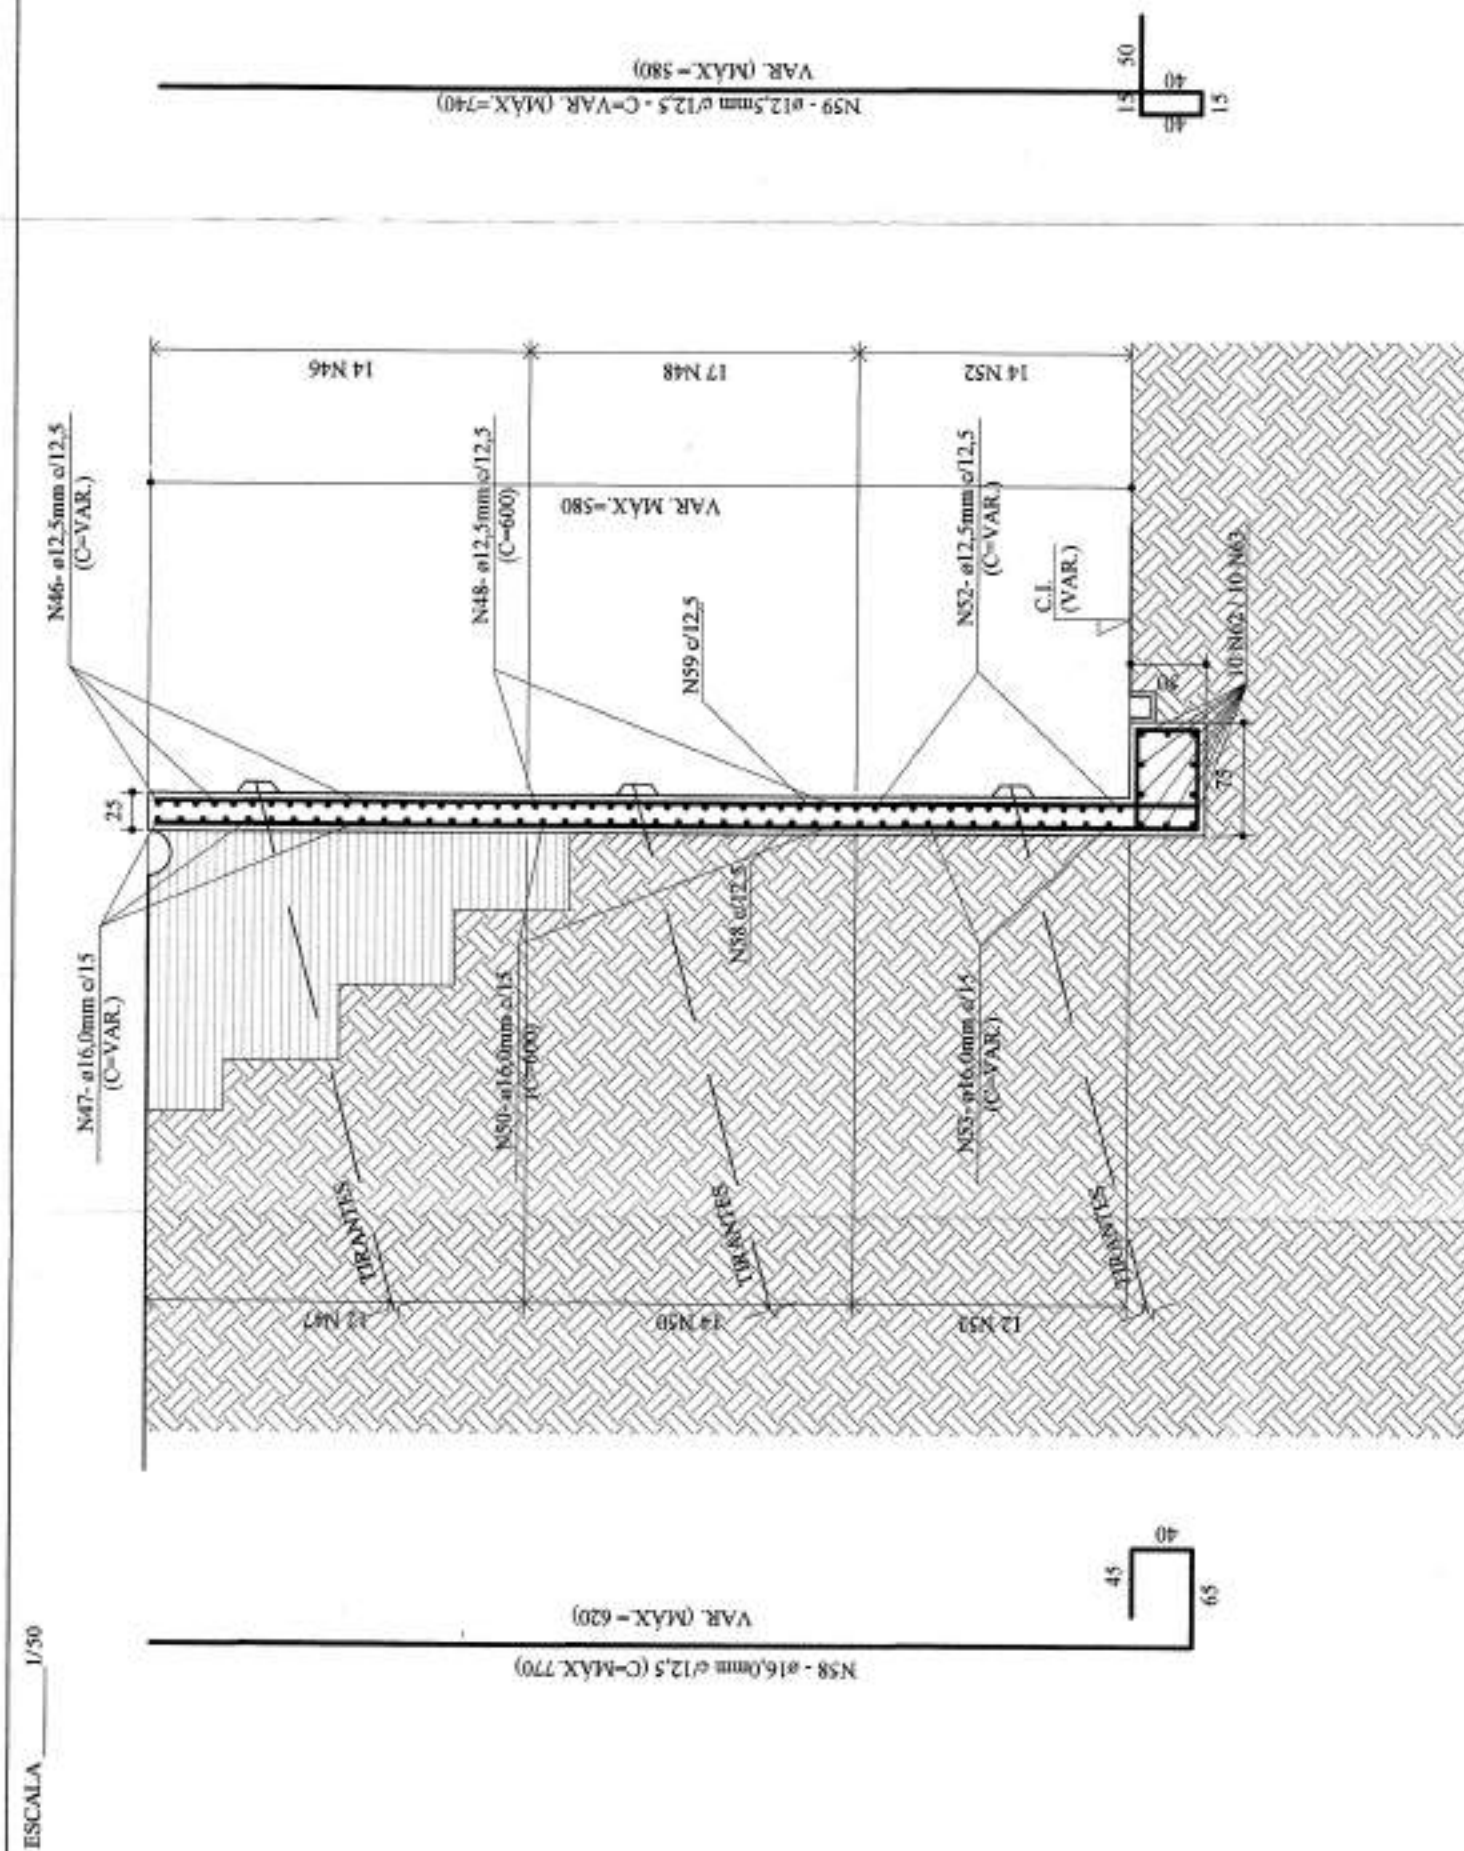 VAR. (MÁX.=580)
N59 - ø12,5mm c/12,5 - C=VAR. (MÁX.=740)
50
15
40
40
15
14 N46
17 N48
14 N52
VAR. MÁX.=580
N46- ø12,5mm c/12,5
(C=VAR.)
N48- ø12,5mm c/12,5
(C=600)
N59 c/12,5
N52- ø12,5mm c/12,5
(C=VAR.)
C.I.
(VAR.)
10 N62 / 10 N63
75
25
N47- ø16,0mm c/15
(C=VAR.)
N50- ø16,0mm c/15
(C=600)
N58 c/12,5
N53- ø16,0mm c/15
(C=VAR.)
TIRANTES
TIRANTES
TIRANTES
14 N50
12 N53
45
40
65
VAR. (MÁX.=620)
N58 - ø16,0mm c/12,5 (C=MÁX.770)
ESCALA 1/50